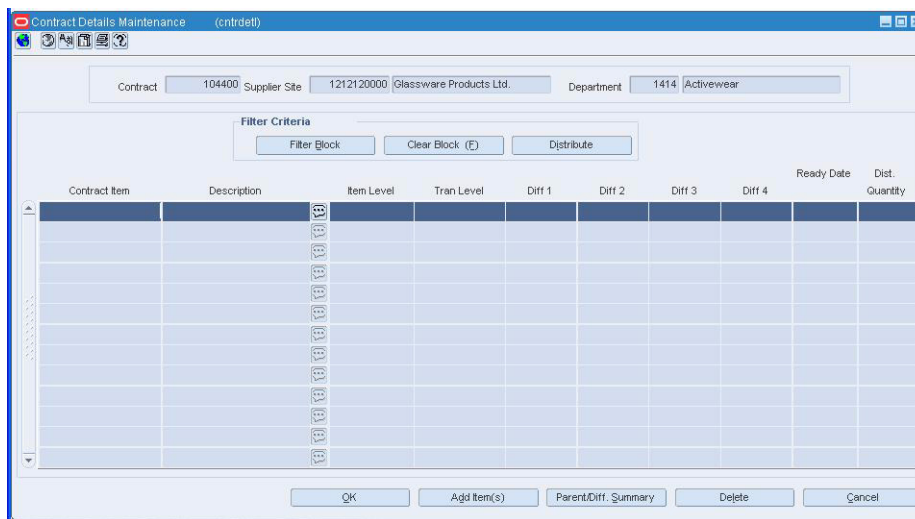 Contract Details Maintenance (cntrdetl)
Contract 104400 Supplier Site 1212120000 Glassware Products Ltd. Department 1414 Activewear
Filter Criteria
Filter Block Clear Block (F) Distribute
Contract Item Description Item Level Tran Level Diff 1 Diff 2 Diff 3 Diff 4 Ready Date Dist. Quantity
OK Add Item(s) Parent/Diff. Summary Delete Cancel